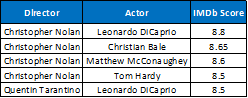 Director Actor IMDb Score
Christopher Nolan Leonardo DiCaprio 8.8
Christopher Nolan Christian Bale 8.65
Christopher Nolan Matthew McConaughey 8.6
Christopher Nolan Tom Hardy 8.5
Quentin Tarantino Leonardo DiCaprio 8.5